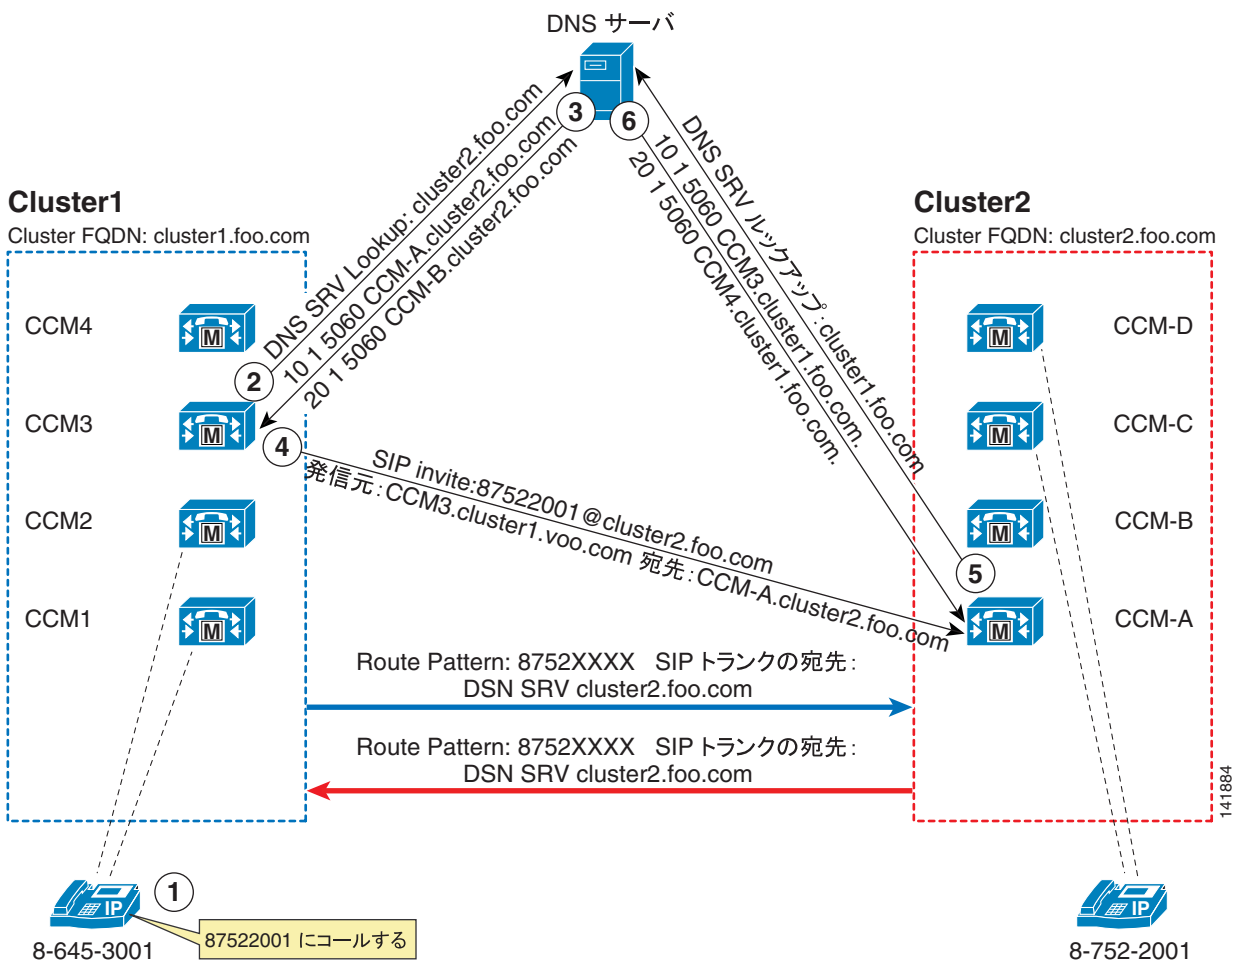 DNS サーバ
3
6
DNS SRV Lookup: cluster2.foo.com
10 1 5060 CCM-A.cluster2.foo.com
20 1 5060 CCM-B.cluster2.foo.com
DNS SRV ルックアップ：cluster1.foo.com
10 1 5060 CCM3.cluster1.foo.com.
20 1 5060 CCM4.cluster1.foo.com.
Cluster1
Cluster FQDN: cluster1.foo.com
Cluster2
Cluster FQDN: cluster2.foo.com
CCM4
M
M
CCM-D
2
CCM3
M
M
CCM-C
4
SIP invite:87522001@cluster2.foo.com
発信元：CCM3.cluster1.voo.com 宛先：CCM-A.cluster2.foo.com
CCM2
M
M
CCM-B
5
CCM1
M
M
CCM-A
Route Pattern: 8752XXXX SIP トランクの宛先：
DSN SRV cluster2.foo.com
Route Pattern: 8752XXXX SIP トランクの宛先：
DSN SRV cluster2.foo.com
141884
1
IP
IP
87522001 にコールする
8-645-3001
8-752-2001